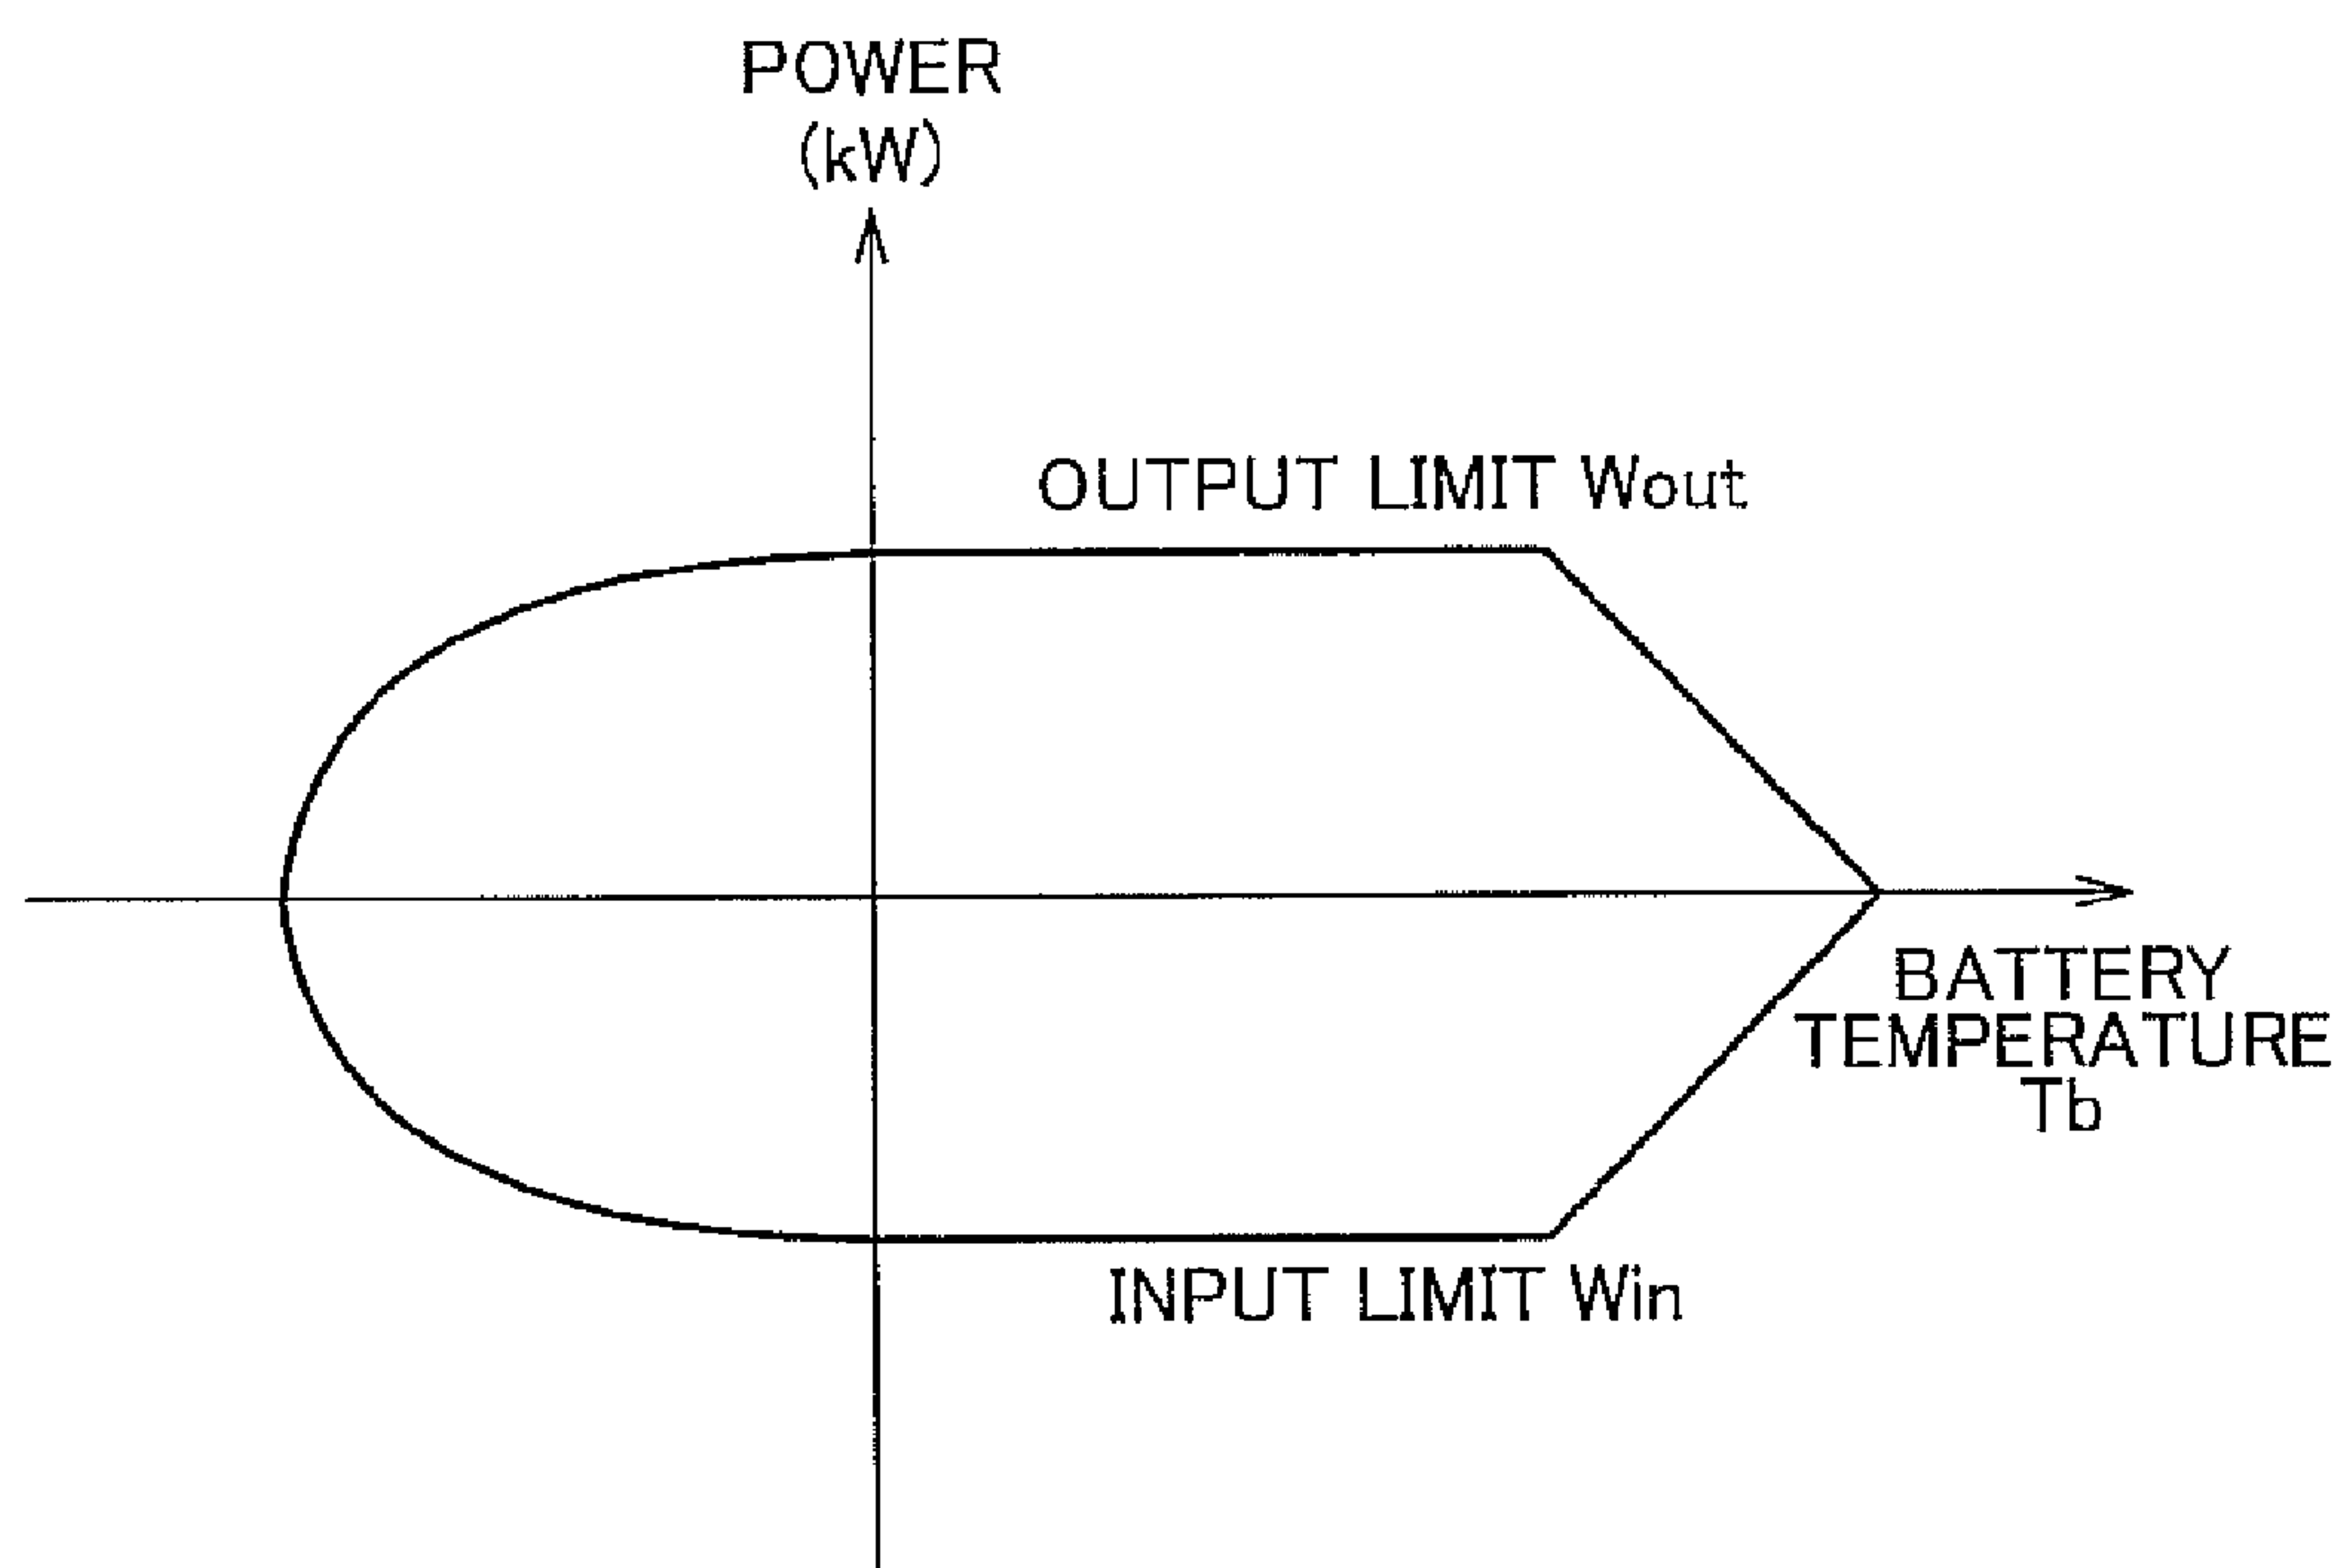 POWER
(kW)
OUTPUT LIMIT Wout
BATTERY
TEMPERATURE
Tb
INPUT LIMIT Win